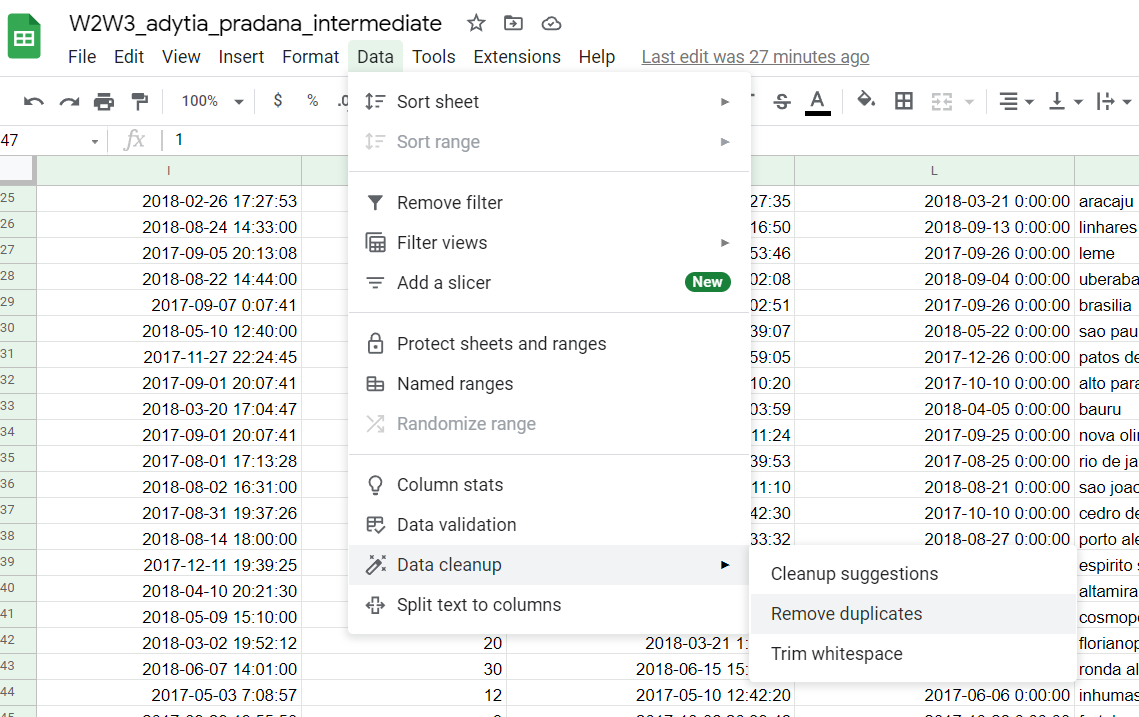 W2W3_adytia_pradana_intermediate
File Edit View Insert Format Data Tools Extensions Help Last edit was 27 minutes ago
100% $ % .0 A
47 fx 1
I L
25 2018-02-26 17:27:53 27:35 2018-03-21 0:00:00 aracaju
26 2018-08-24 14:33:00 16:50 2018-09-13 0:00:00 linhares
27 2017-09-05 20:13:08 53:46 2017-09-26 0:00:00 leme
28 2018-08-22 14:44:00 02:08 2018-09-04 0:00:00 uberaba
29 2017-09-07 0:07:41 02:51 2017-09-26 0:00:00 brasilia
30 2018-05-10 12:40:00 39:07 2018-05-22 0:00:00 sao pau
31 2017-11-27 22:24:45 59:05 2017-12-26 0:00:00 patos de
32 2017-09-01 20:07:41 10:20 2017-10-10 0:00:00 alto para
33 2018-03-20 17:04:47 03:59 2018-04-05 0:00:00 bauru
34 2017-09-01 20:07:41 11:24 2017-09-25 0:00:00 nova olin
35 2017-08-01 17:13:28 39:53 2017-08-25 0:00:00 rio de ja
36 2018-08-02 16:31:00 11:10 2018-08-21 0:00:00 sao joao
37 2017-08-31 19:37:26 42:30 2017-10-10 0:00:00 cedro de
38 2018-08-14 18:00:00 33:32 2018-08-27 0:00:00 porto ale
39 2017-12-11 19:39:25 espirito s
40 2018-04-10 20:21:30 altamira
41 2018-05-09 15:10:00 cosmopo
42 2018-03-02 19:52:12 20 2018-03-21 1: florianop
43 2018-06-07 14:01:00 30 2018-06-15 15: ronda al
44 2017-05-03 7:08:57 12 2017-05-10 12:42:20 2017-06-06 0:00:00 inhumas
Sort sheet
Sort range
Remove filter
Filter views
Add a slicer New
Protect sheets and ranges
Named ranges
Randomize range
Column stats
Data validation
Data cleanup
Split text to columns
Cleanup suggestions
Remove duplicates
Trim whitespace